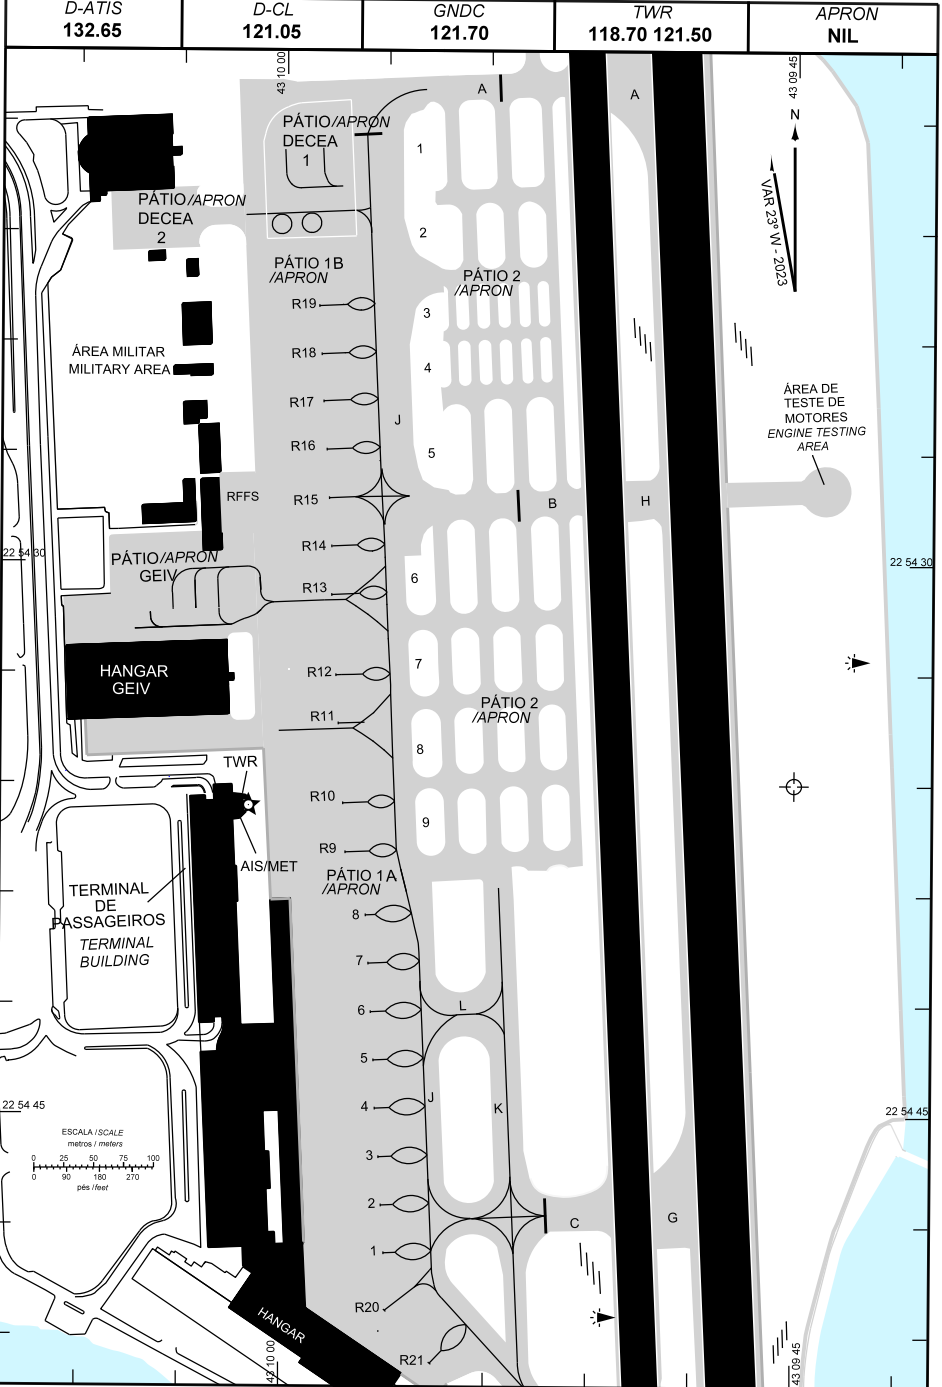 D-ATIS
132.65
D-CL
121.05
GNDC
121.70
TWR
118.70 121.50
APRON
NIL
43 10 00
43 09 45
A
A
N
VAR 23° W - 2023
PÁTIO/APRON
DECEA
1
1
PÁTIO/APRON
DECEA
2
2
PÁTIO 1B
/APRON
PÁTIO 2
/APRON
R19
3
R18
4
ÁREA MILITAR
MILITARY AREA
R17
J
ÁREA DE
TESTE DE
MOTORES
ENGINE TESTING
AREA
R16
5
RFFS
R15
B
H
R14
22 54 30
22 54 30
PÁTIO/APRON
GEIV
R13
6
HANGAR
GEIV
R12
7
PÁTIO 2
/APRON
R11
8
TWR
R10
9
R9
AIS/MET
PÁTIO 1A
/APRON
TERMINAL
DE
PASSAGEIROS
TERMINAL
BUILDING
8
7
6
L
5
J
K
4
22 54 45
22 54 45
ESCALA / SCALE
metros / meters
0 25 50 75 100
0 90 180 270
pés / feet
3
2
C
G
1
R20
HANGAR
R21
43 10 00
43 09 45